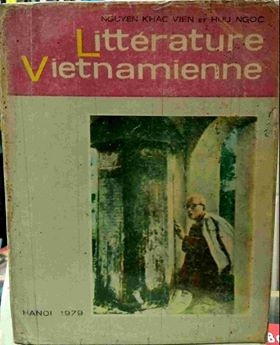 NGUYEN KHAC VIEN ET HUU NGOC
Littérature
Vietnamienne
HANOI 1979